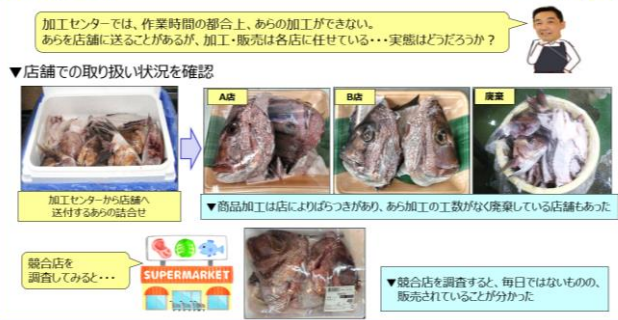 加工センターでは、作業時間の都合上、あらの加工ができない。
あらを店舗に送ることがあるが、加工・販売は各店に任せている・・・実態はどうだろうか？
▼店舗での取り扱い状況を確認
A店
B店
廃棄
加工センターから店舗へ
送付するあらの詰合せ
▼商品加工は店によりばらつきがあり、あら加工の工数がなく廃棄している店舗もあった
競合店を
調査してみると・・・
SUPERMARKET
▼競合店を調査すると、毎日ではないものの、
販売されていることが分かった